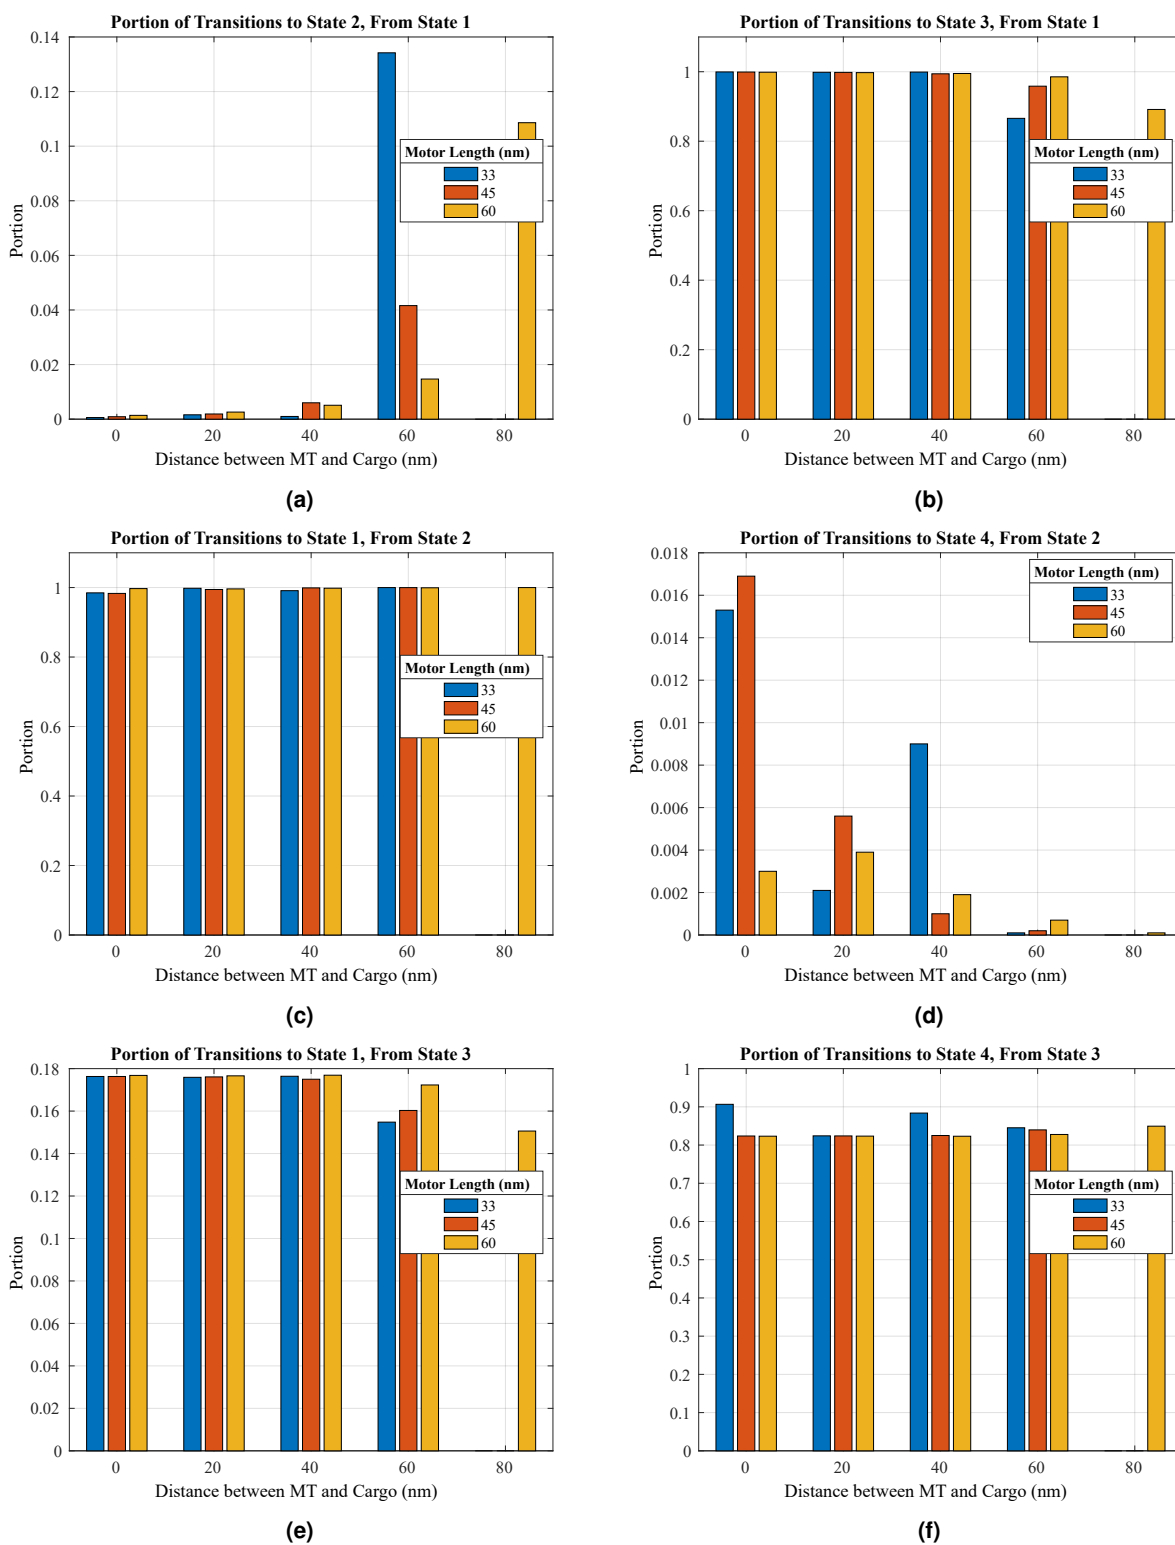 Portion of Transitions to State 2, From State 1
0.14
0.12
0.1
0.08
0.06
0.04
0.02
0
Portion
Motor Length (nm)
33
45
60
0 20 40 60 80
Distance between MT and Cargo (nm)
(a)
Portion of Transitions to State 3, From State 1
1
0.8
0.6
0.4
0.2
0
Portion
Motor Length (nm)
33
45
60
0 20 40 60 80
Distance between MT and Cargo (nm)
(b)
Portion of Transitions to State 1, From State 2
1
0.8
0.6
0.4
0.2
0
Portion
Motor Length (nm)
33
45
60
0 20 40 60 80
Distance between MT and Cargo (nm)
(c)
Portion of Transitions to State 4, From State 2
0.018
0.016
0.014
0.012
0.01
0.008
0.006
0.004
0.002
0
Portion
Motor Length (nm)
33
45
60
0 20 40 60 80
Distance between MT and Cargo (nm)
(d)
Portion of Transitions to State 1, From State 3
0.18
0.16
0.14
0.12
0.1
0.08
0.06
0.04
0.02
0
Portion
Motor Length (nm)
33
45
60
0 20 40 60 80
Distance between MT and Cargo (nm)
(e)
Portion of Transitions to State 4, From State 3
1
0.9
0.8
0.7
0.6
0.5
0.4
0.3
0.2
0.1
0
Portion
Motor Length (nm)
33
45
60
0 20 40 60 80
Distance between MT and Cargo (nm)
(f)